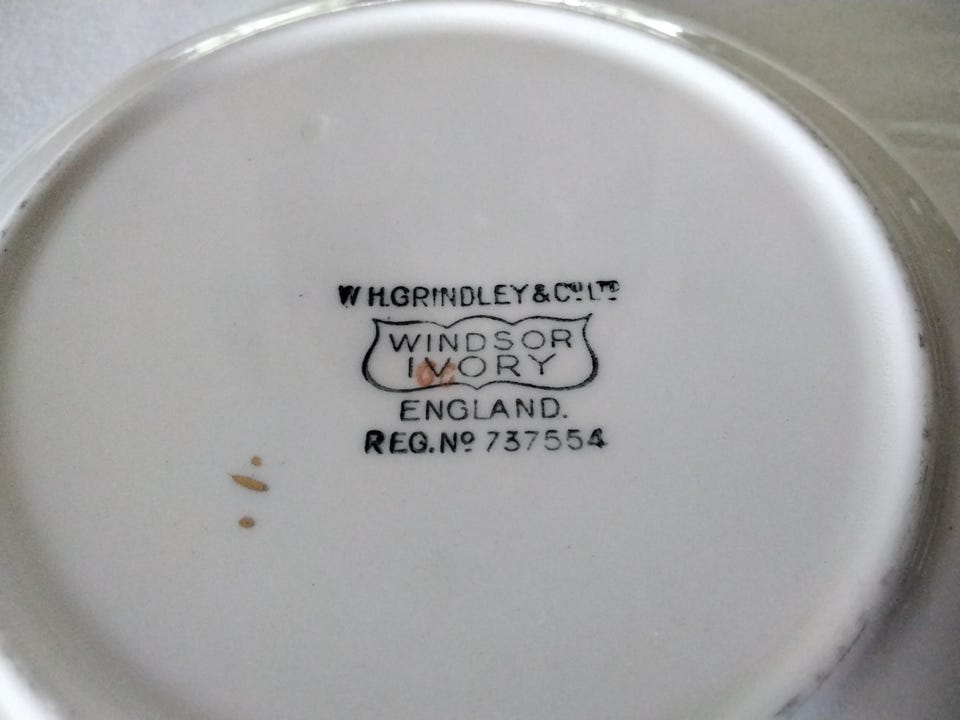 W.H.GRINDLEY & Cº LTD
WINDSOR
IVORY
ENGLAND.
REG. Nº 737554